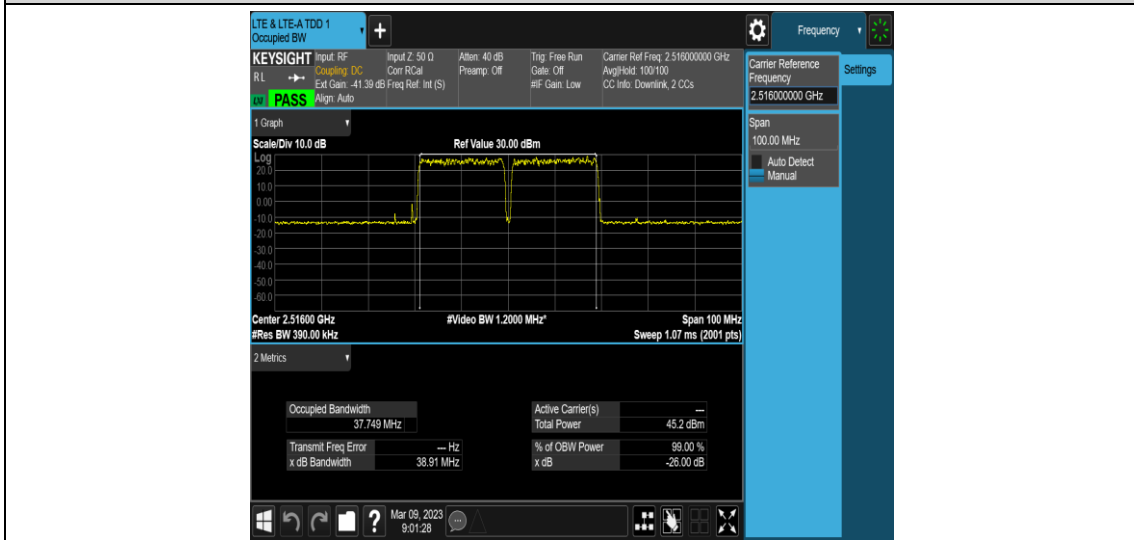 LTE & LTE-A TDD 1
Occupied BW
+
Frequency
KEYSIGHT
RL
LXI PASS
Input: RF
Coupling: DC
Ext Gain: -41.39 dB
Align: Auto
Input Z: 50 Ω
Corr RCal
Freq Ref: Int (S)
Atten: 40 dB
Preamp: Off
Trig: Free Run
Gate: Off
#IF Gain: Low
Carrier Ref Freq: 2.516000000 GHz
Avg|Hold: 100/100
CC Info: Downlink, 2 CCs
Carrier Reference
Frequency
2.516000000 GHz
Settings
Span
100.00 MHz
Auto Detect
Manual
1 Graph
Scale/Div 10.0 dB
Ref Value 30.00 dBm
Log
20.0
10.0
0.00
-10.0
-20.0
-30.0
-40.0
-50.0
-60.0
Center 2.51600 GHz
#Video BW 1.2000 MHz*
Span 100 MHz
#Res BW 390.00 kHz
Sweep 1.07 ms (2001 pts)
2 Metrics
Occupied Bandwidth
37.749 MHz
Transmit Freq Error --- Hz
x dB Bandwidth 38.91 MHz
Active Carrier(s) ---
Total Power 45.2 dBm
% of OBW Power 99.00 %
x dB -26.00 dB
?
Mar 09, 2023
9:01:28